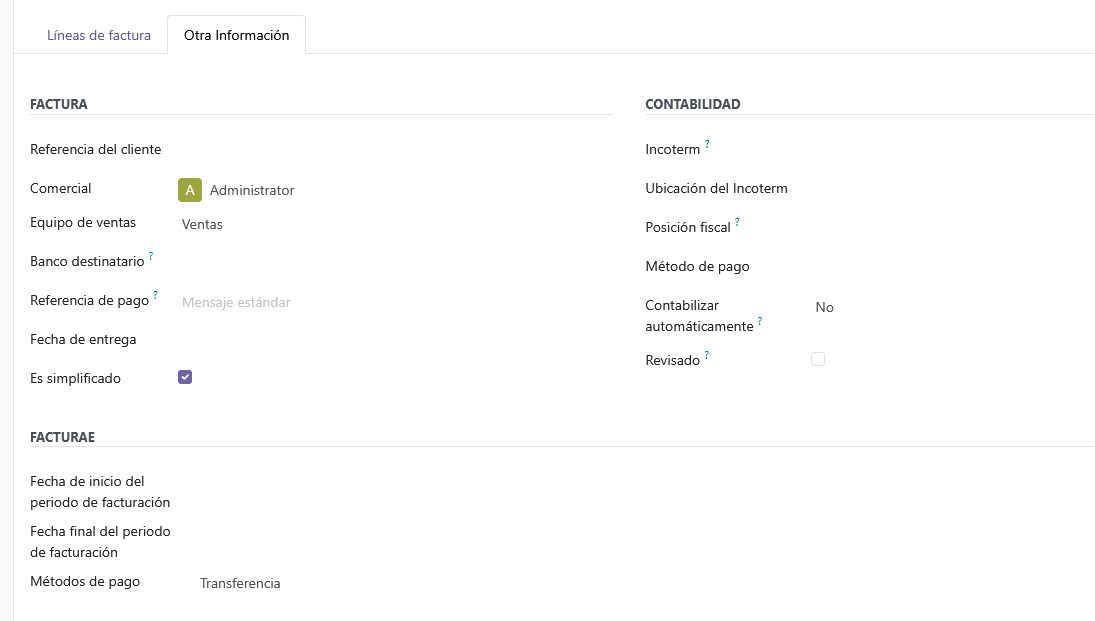 Líneas de factura
Otra Información
FACTURA
Referencia del cliente
Comercial
A Administrator
Equipo de ventas
Ventas
Banco destinatario ?
Referencia de pago ?
Mensaje estándar
Fecha de entrega
Es simplificado
CONTABILIDAD
Incoterm ?
Ubicación del Incoterm
Posición fiscal ?
Método de pago
Contabilizar
automáticamente ?
No
Revisado ?
FACTURAE
Fecha de inicio del
periodo de facturación
Fecha final del periodo
de facturación
Métodos de pago
Transferencia